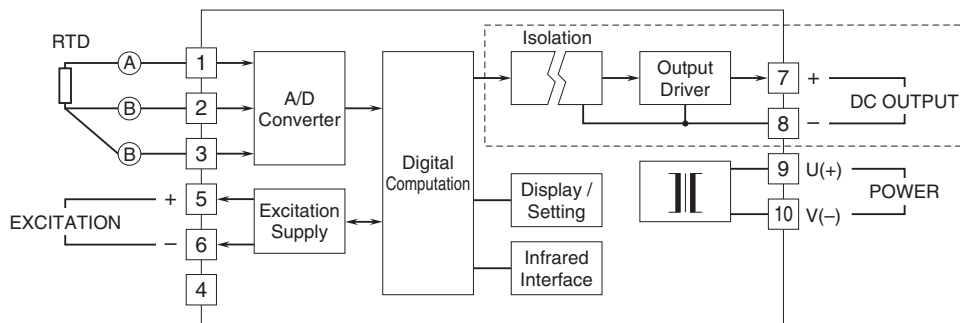 RTD
A
B
B
1
2
3
A/D
Converter
EXCITATION
+
−
5
6
4
Excitation
Supply
Digital
Computation
Isolation
Output
Driver
7
8
+
−
DC OUTPUT
Display /
Setting
Infrared
Interface
9
10
U(+)
V(−)
POWER